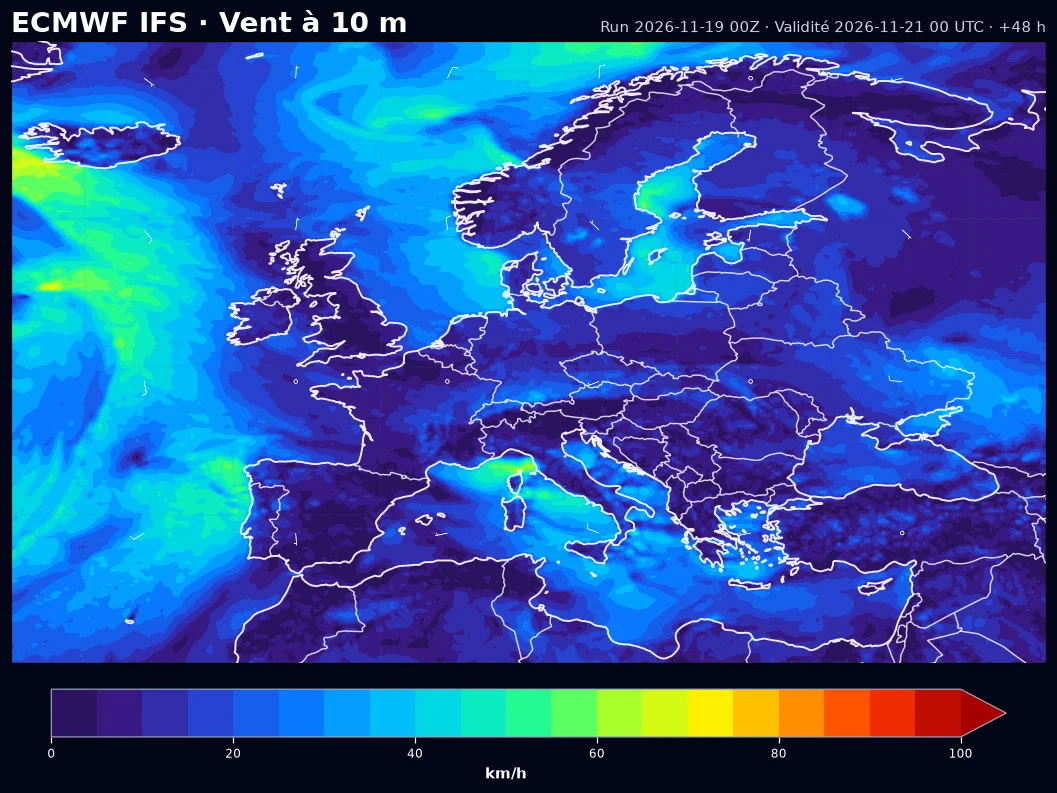 ECMWF IFS · Vent à 10 m
Run 2026-11-19 00Z · Validité 2026-11-21 00 UTC · +48 h
0 20 40 60 80 100
km/h